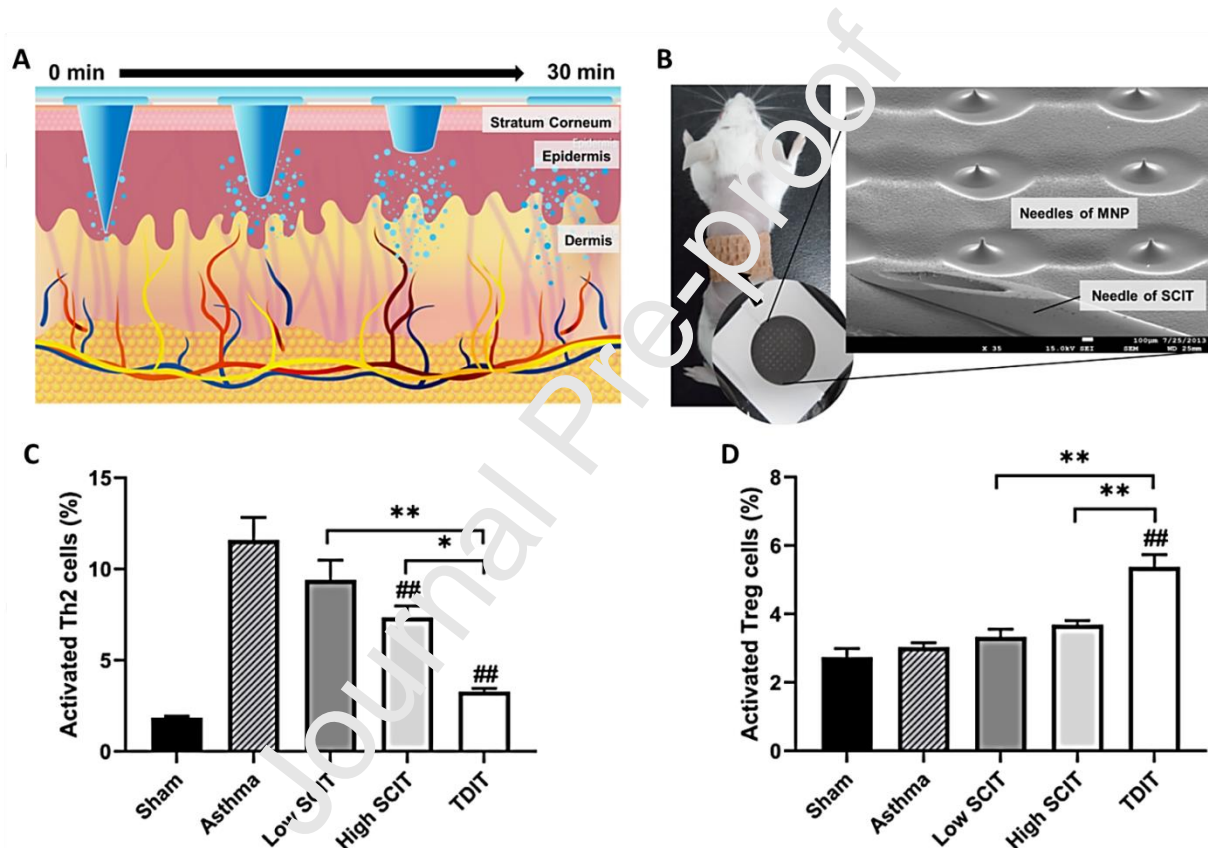 A
0 min
30 min
Stratum Corneum
Epidermis
Dermis
B
Needles of MNP
Needle of SCIT
100μm 7/25/2013
X 35 15.0kV SEI SEM WD 25mm
C
Activated Th2 cells (%)
15
10
5
0
**
*
##
##
Sham
Asthma
Low SCIT
High SCIT
TDIT
D
Activated Treg cells (%)
8
6
4
2
0
**
**
##
Sham
Asthma
Low SCIT
High SCIT
TDIT
Journal Pre-proof